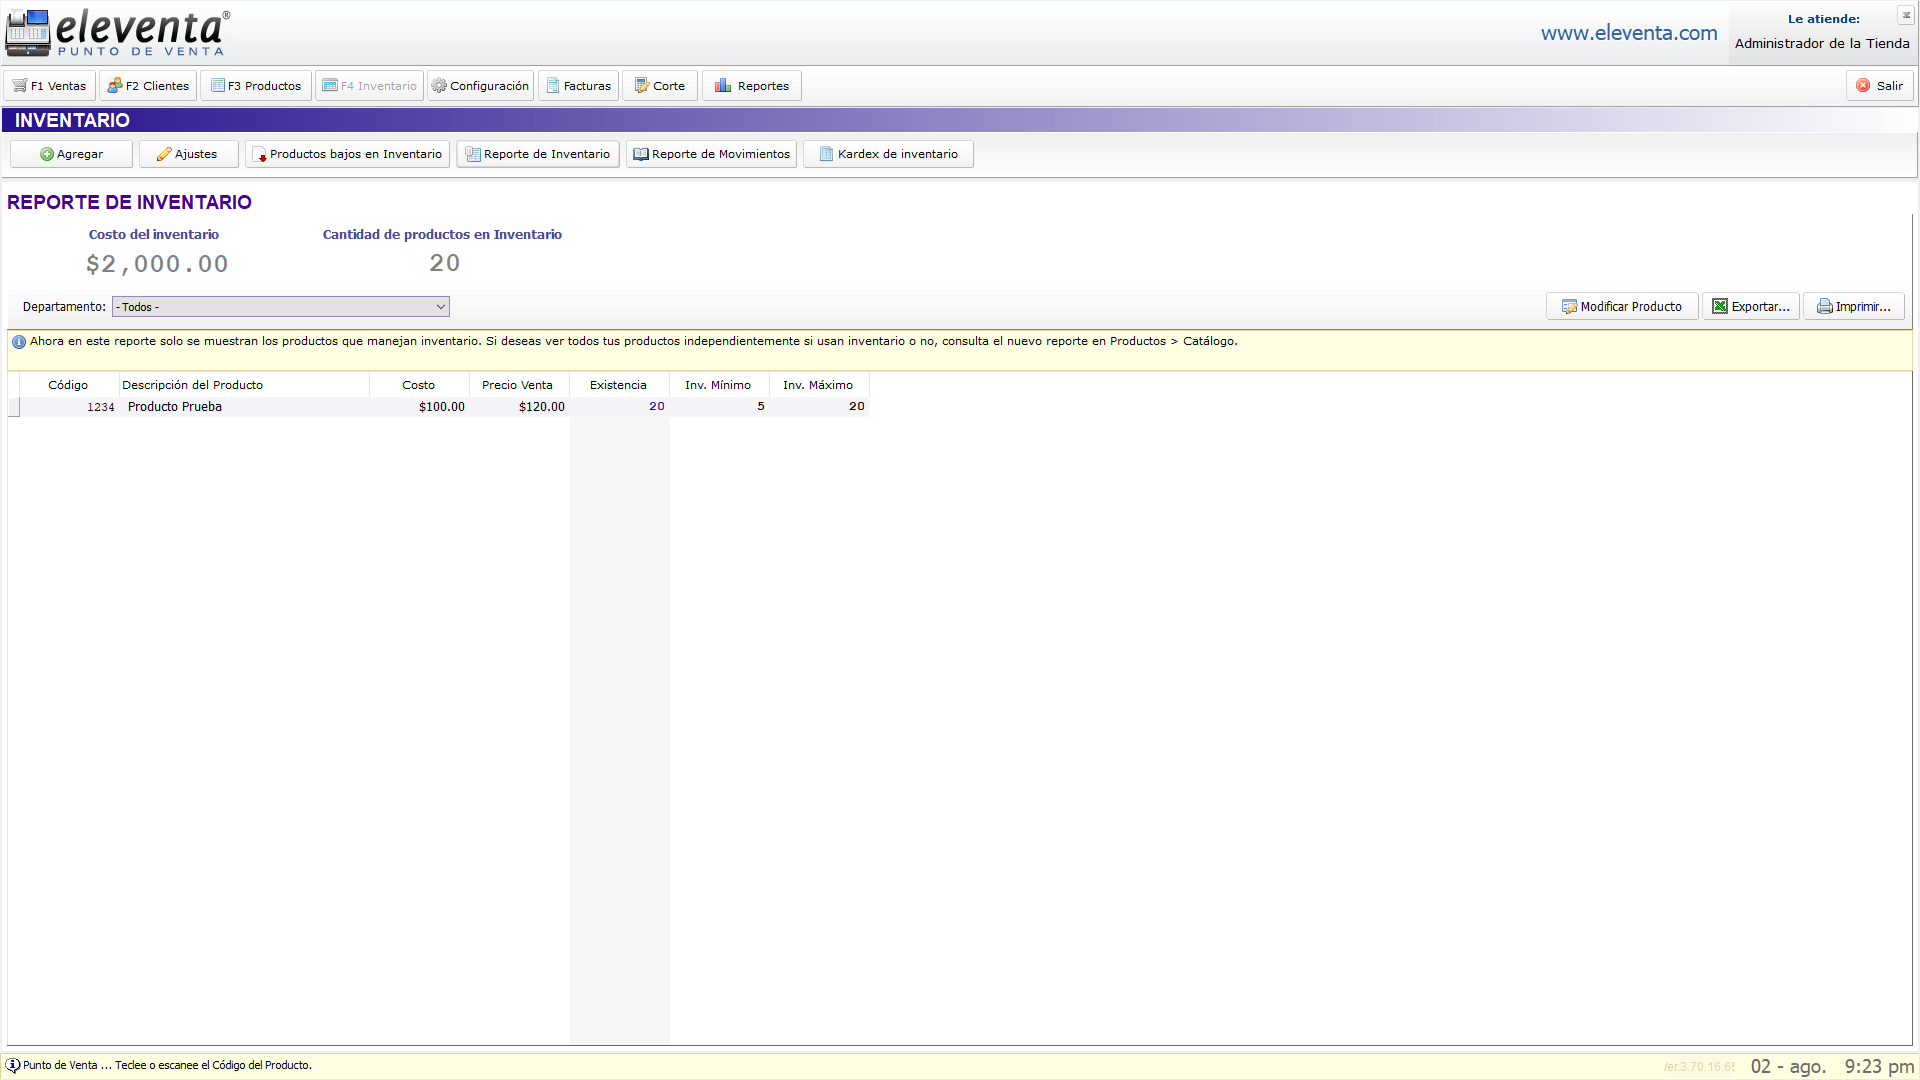 eleventa®
PUNTO DE VENTA
www.eleventa.com
Le atiende:
Administrador de la Tienda
F1 Ventas
F2 Clientes
F3 Productos
F4 Inventario
Configuración
Facturas
Corte
Reportes
Salir
INVENTARIO
Agregar
Ajustes
Productos bajos en Inventario
Reporte de Inventario
Reporte de Movimientos
Kardex de inventario
REPORTE DE INVENTARIO
Costo del inventario
Cantidad de productos en Inventario
$2,000.00
20
Departamento:
- Todos -
Modificar Producto
Exportar...
Imprimir...
Ahora en este reporte solo se muestran los productos que manejan inventario. Si deseas ver todos tus productos independientemente si usan inventario o no, consulta el nuevo reporte en Productos > Catálogo.
Código Descripción del Producto Costo Precio Venta Existencia Inv. Mínimo Inv. Máximo
1234 Producto Prueba $100.00 $120.00 20 5 20
Punto de Venta ... Teclee o escanee el Código del Producto.
02 - ago.
9:23 pm